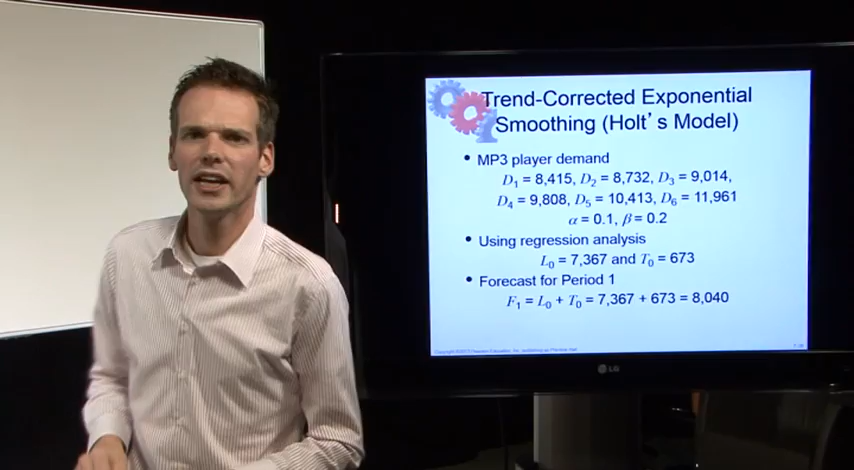 Trend-Corrected Exponential
Smoothing (Holt's Model)
• MP3 player demand
D1 = 8,415, D2 = 8,732, D3 = 9,014,
D4 = 9,808, D5 = 10,413, D6 = 11,961
α = 0.1, β = 0.2
• Using regression analysis
L0 = 7,367 and T0 = 673
• Forecast for Period 1
F1 = L0 + T0 = 7,367 + 673 = 8,040
LG